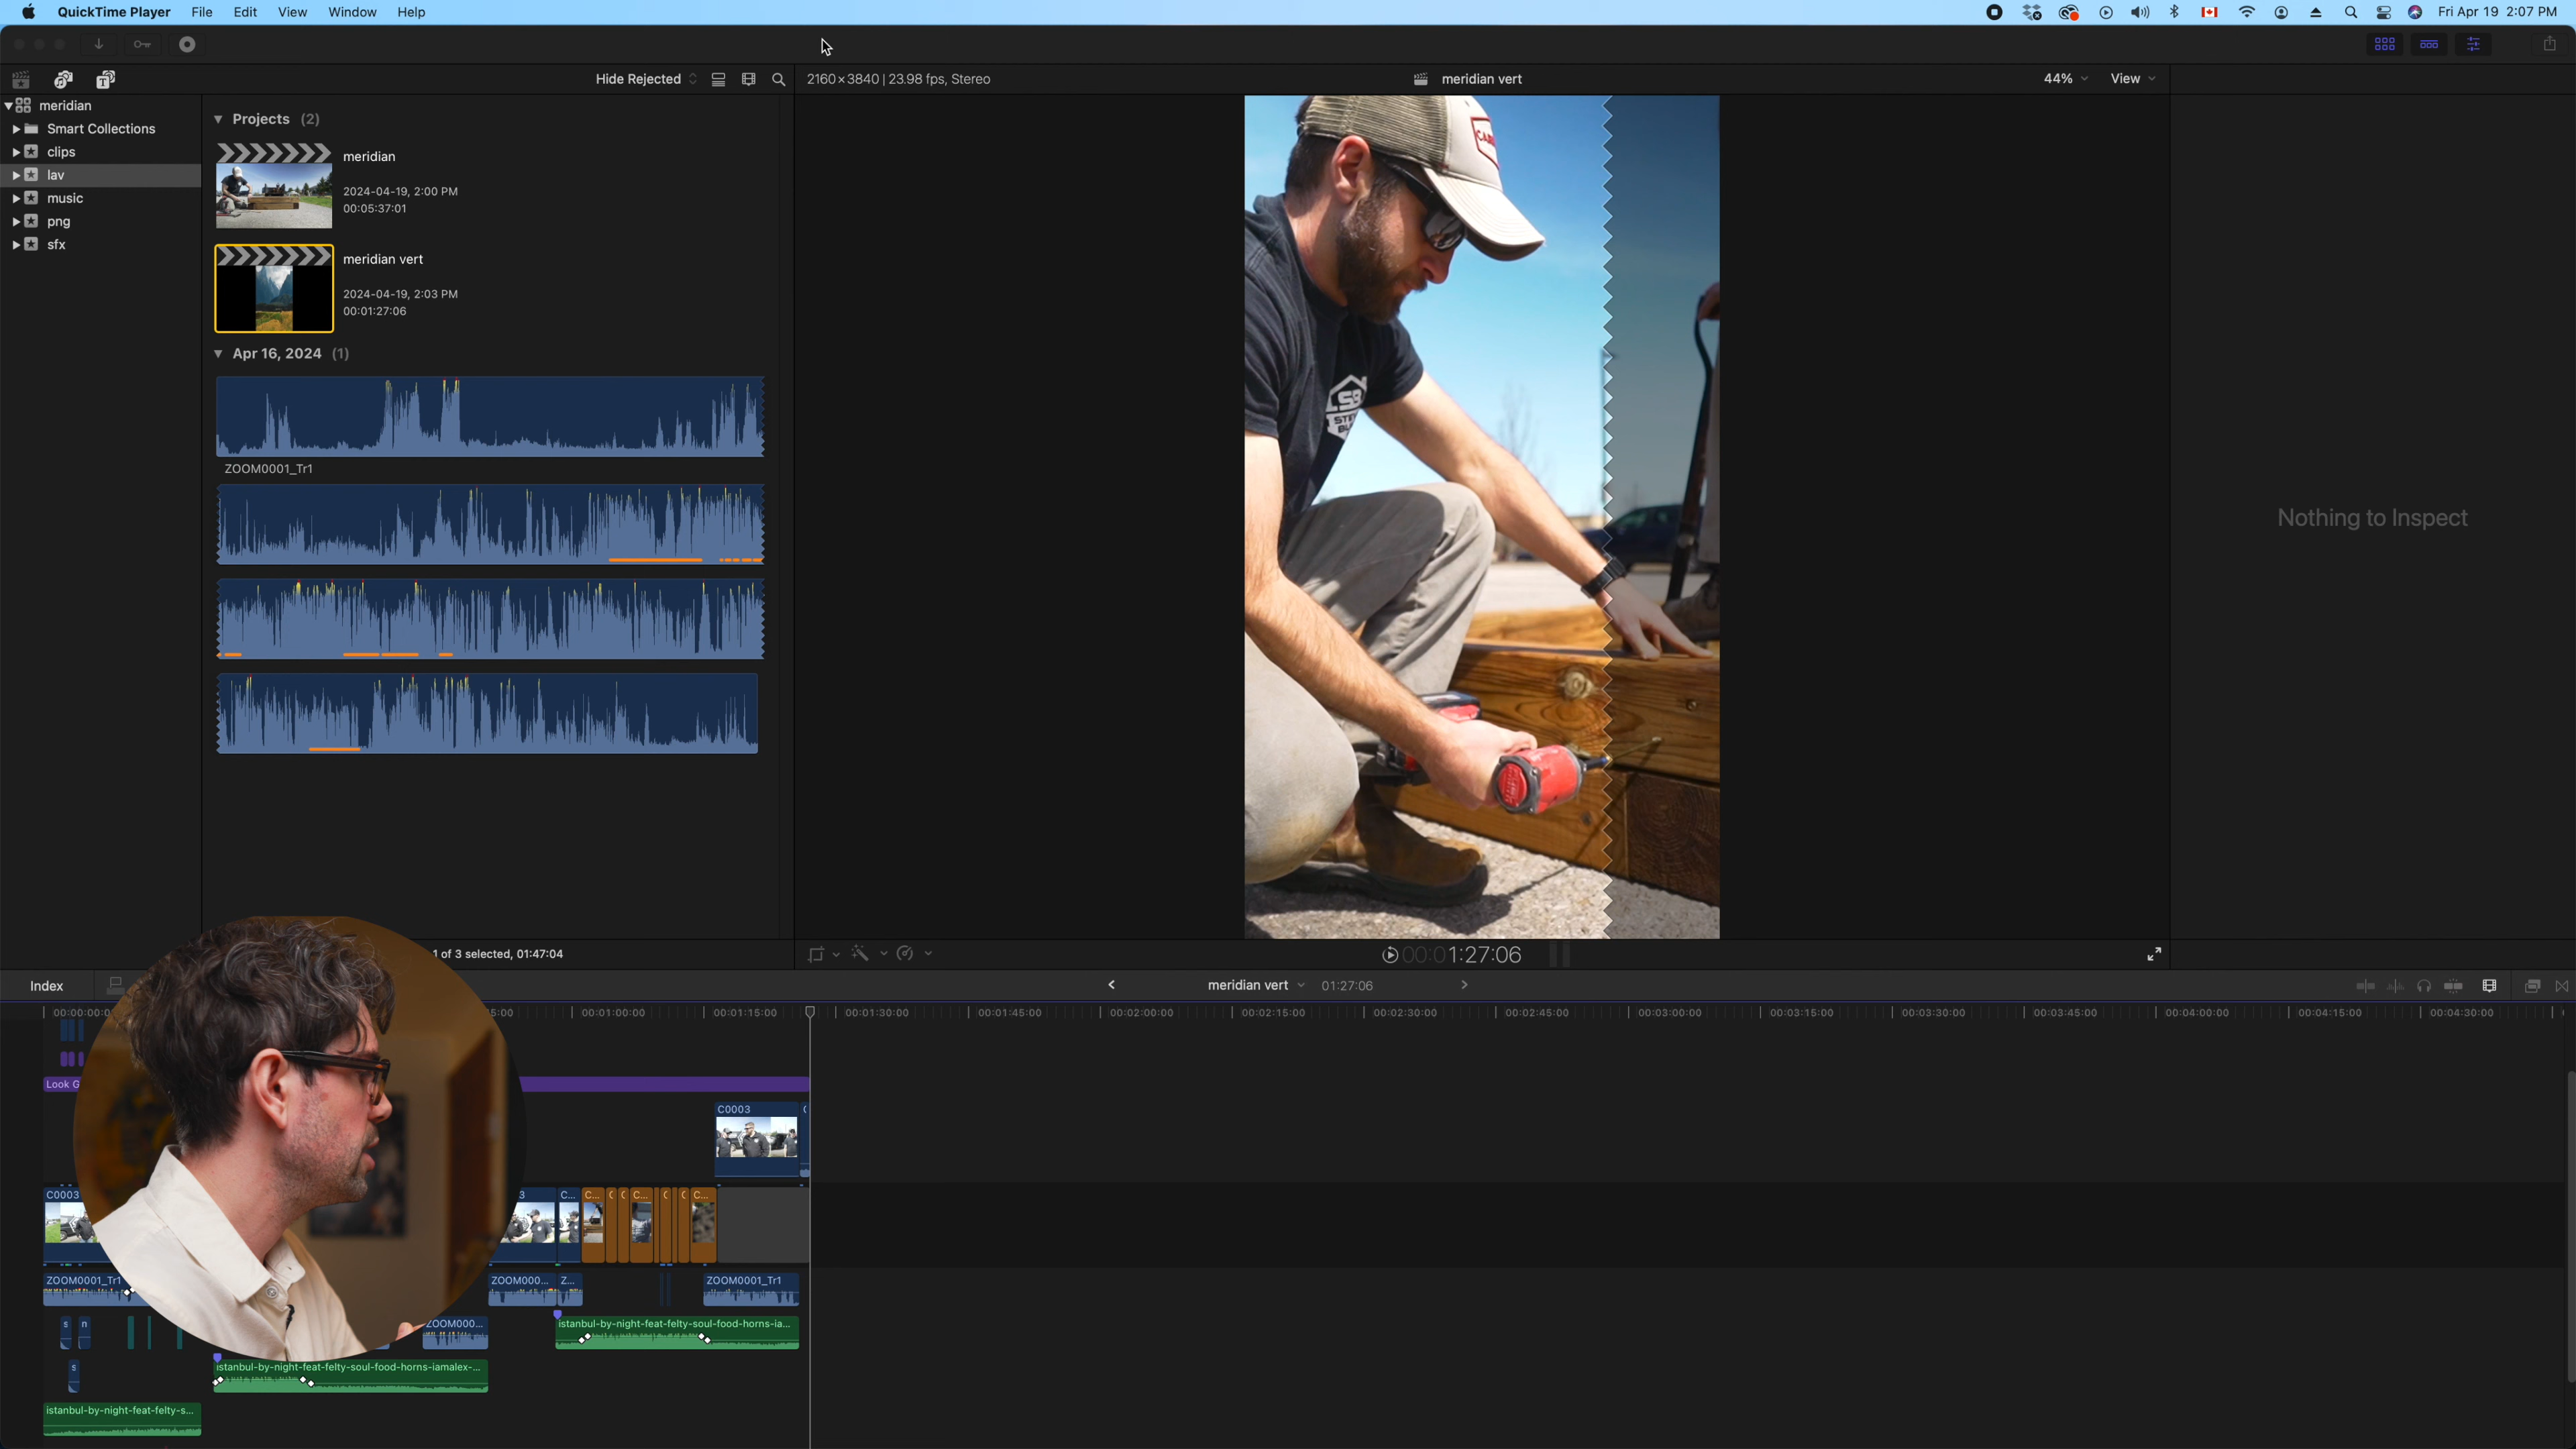 QuickTime Player File Edit View Window Help
Fri Apr 19 2:07 PM
Hide Rejected
2160×3840 | 23.98 fps, Stereo
meridian vert
44%
View
meridian
Smart Collections
clips
lav
music
png
sfx
Projects (2)
meridian
2024-04-19, 2:00 PM
00:05:37:01
meridian vert
2024-04-19, 2:03 PM
00:01:27:06
Apr 16, 2024 (1)
ZOOM0001_Tr1
LSB
Nothing to Inspect
1 of 3 selected, 01:47:04
00:01:27:06
Index
meridian vert
01:27:06
00:01:00:00
00:01:15:00
00:01:30:00
00:01:45:00
00:02:00:00
00:02:15:00
00:02:30:00
00:02:45:00
00:03:00:00
00:03:15:00
00:03:30:00
00:03:45:00
00:04:00:00
00:04:15:00
00:04:30:00
Look G
C0003
C0003
3
C...
C...
C...
C...
ZOOM0001_Tr1
ZOOM000...
Z...
ZOOM0001_Tr1
s
n
ZOOM000...
istanbul-by-night-feat-felty-soul-food-horns-ia...
s
istanbul-by-night-feat-felty-soul-food-horns-iamalex-...
istanbul-by-night-feat-felty-s...